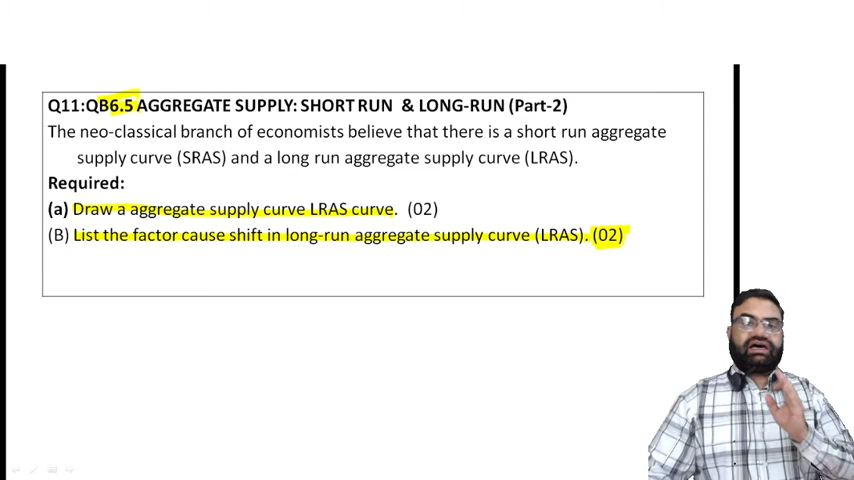 Q11:QB6.5 AGGREGATE SUPPLY: SHORT RUN & LONG-RUN (Part-2)
The neo-classical branch of economists believe that there is a short run aggregate
supply curve (SRAS) and a long run aggregate supply curve (LRAS).
Required:
(a) Draw a aggregate supply curve LRAS curve. (02)
(B) List the factor cause shift in long-run aggregate supply curve (LRAS). (02)